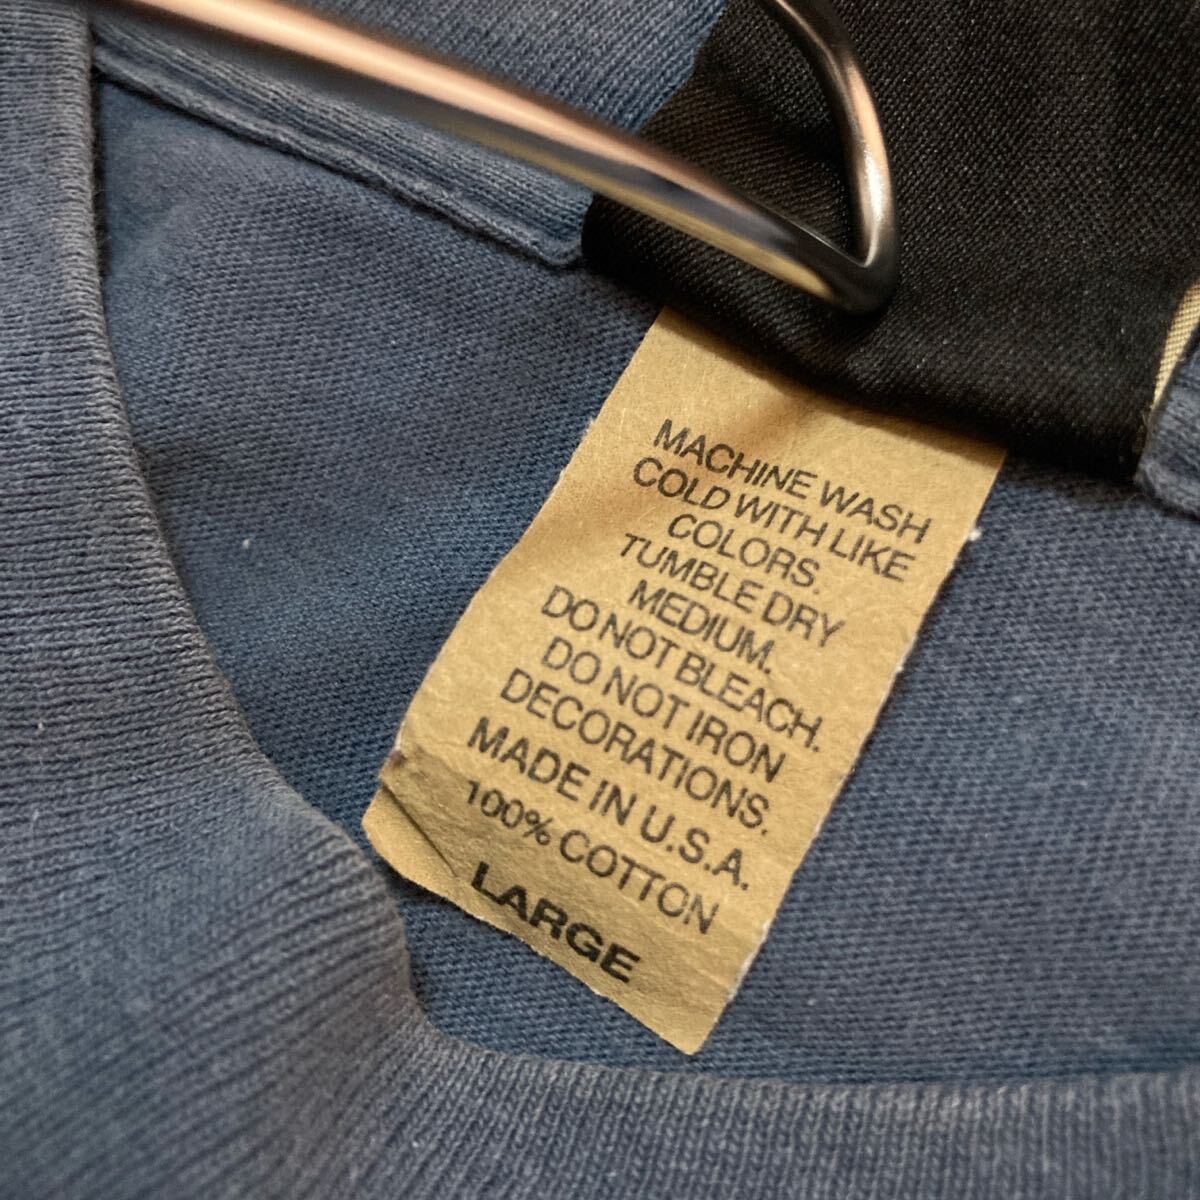 MACHINE WASH
COLD WITH LIKE
COLORS.
TUMBLE DRY
MEDIUM.
DO NOT BLEACH.
DO NOT IRON
DECORATIONS.
MADE IN U.S.A.
100% COTTON
LARGE